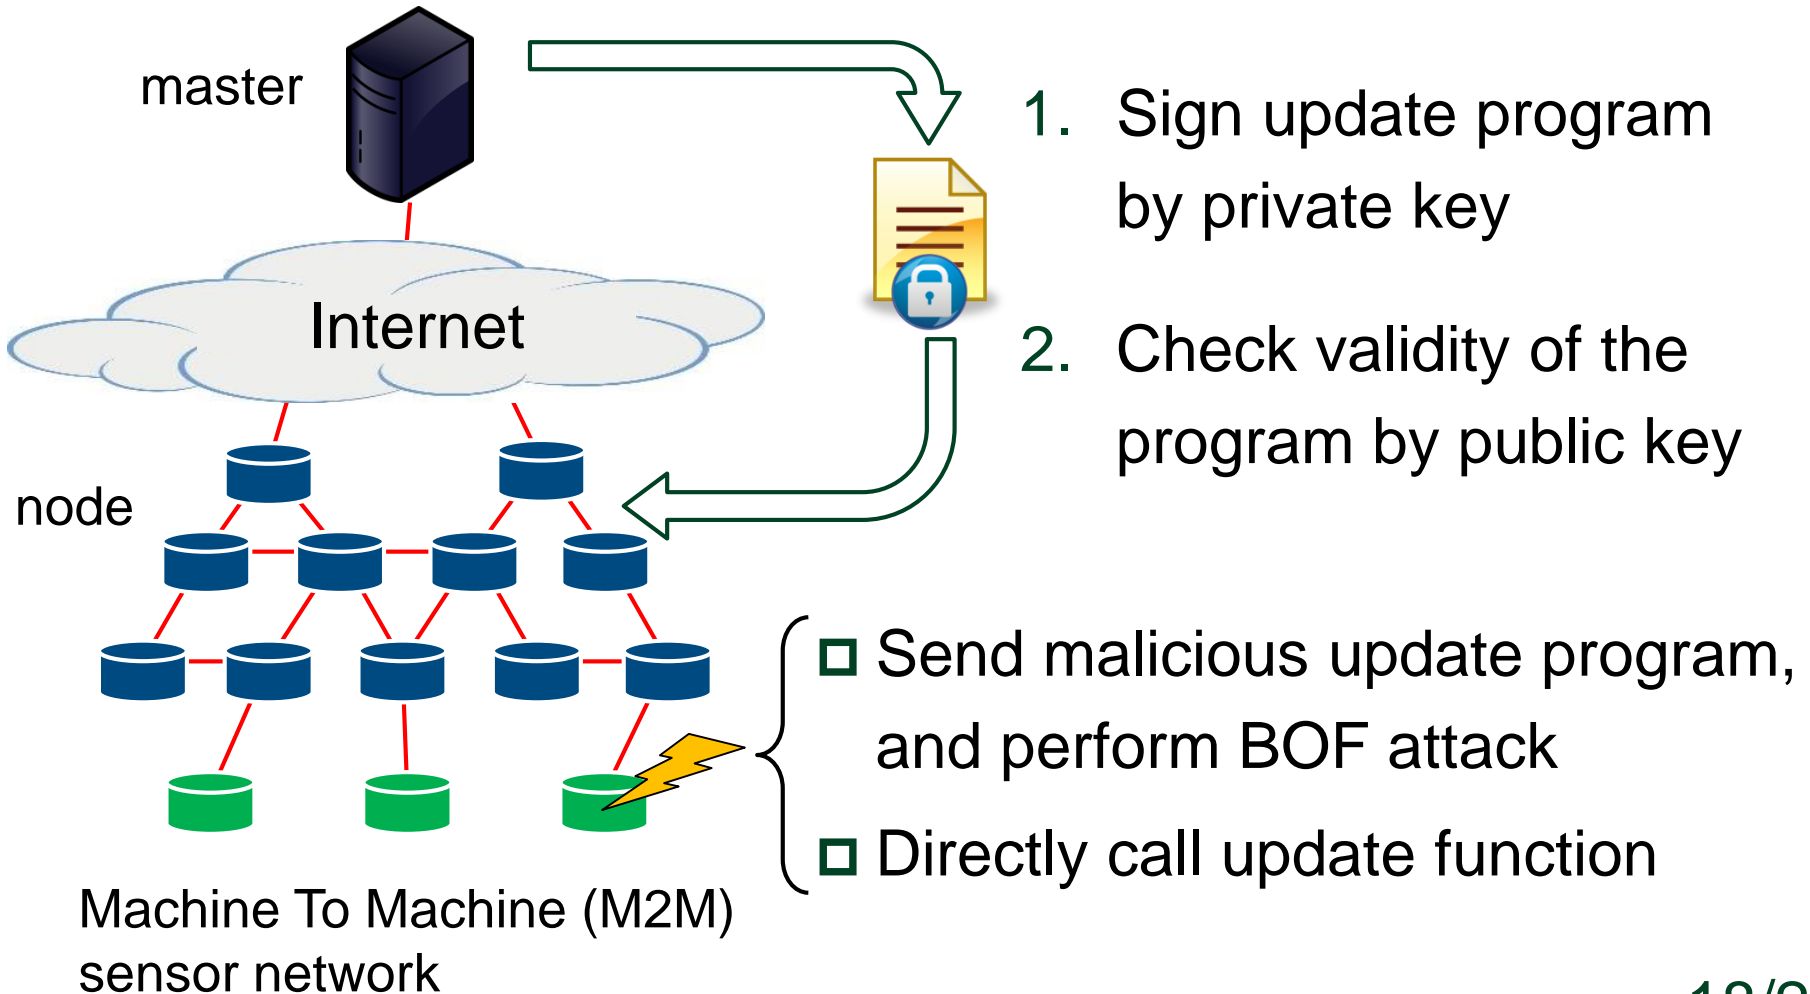 master
1. Sign update program
by private key
Internet
2. Check validity of the
program by public key
node
Send malicious update program,
and perform BOF attack
Directly call update function
Machine To Machine (M2M)
sensor network